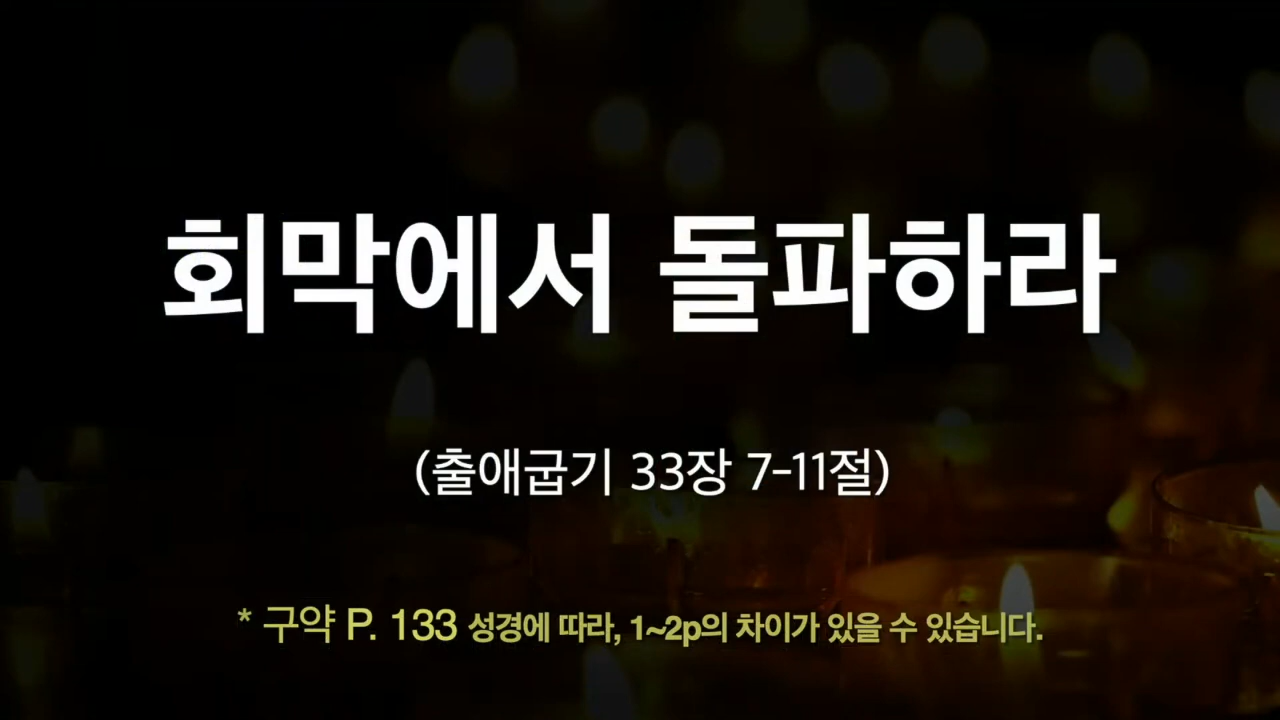 회막에서 돌파하라
(출애굽기 33장 7-11절)
* 구약 P. 133 성경에 따라, 1~2p의 차이가 있을 수 있습니다.